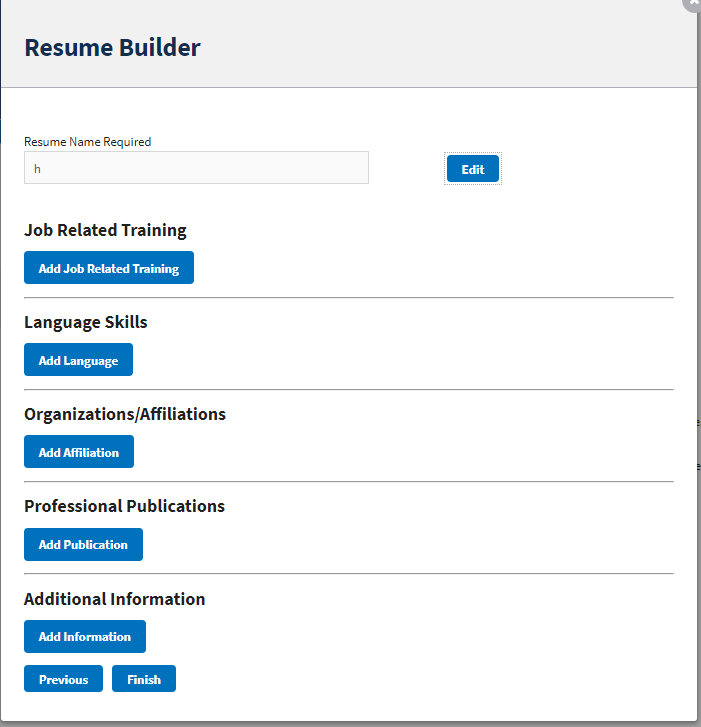 Resume Builder
Resume Name Required
h
Edit
Job Related Training
Add Job Related Training
Language Skills
Add Language
Organizations/Affiliations
Add Affiliation
Professional Publications
Add Publication
Additional Information
Add Information
Previous Finish